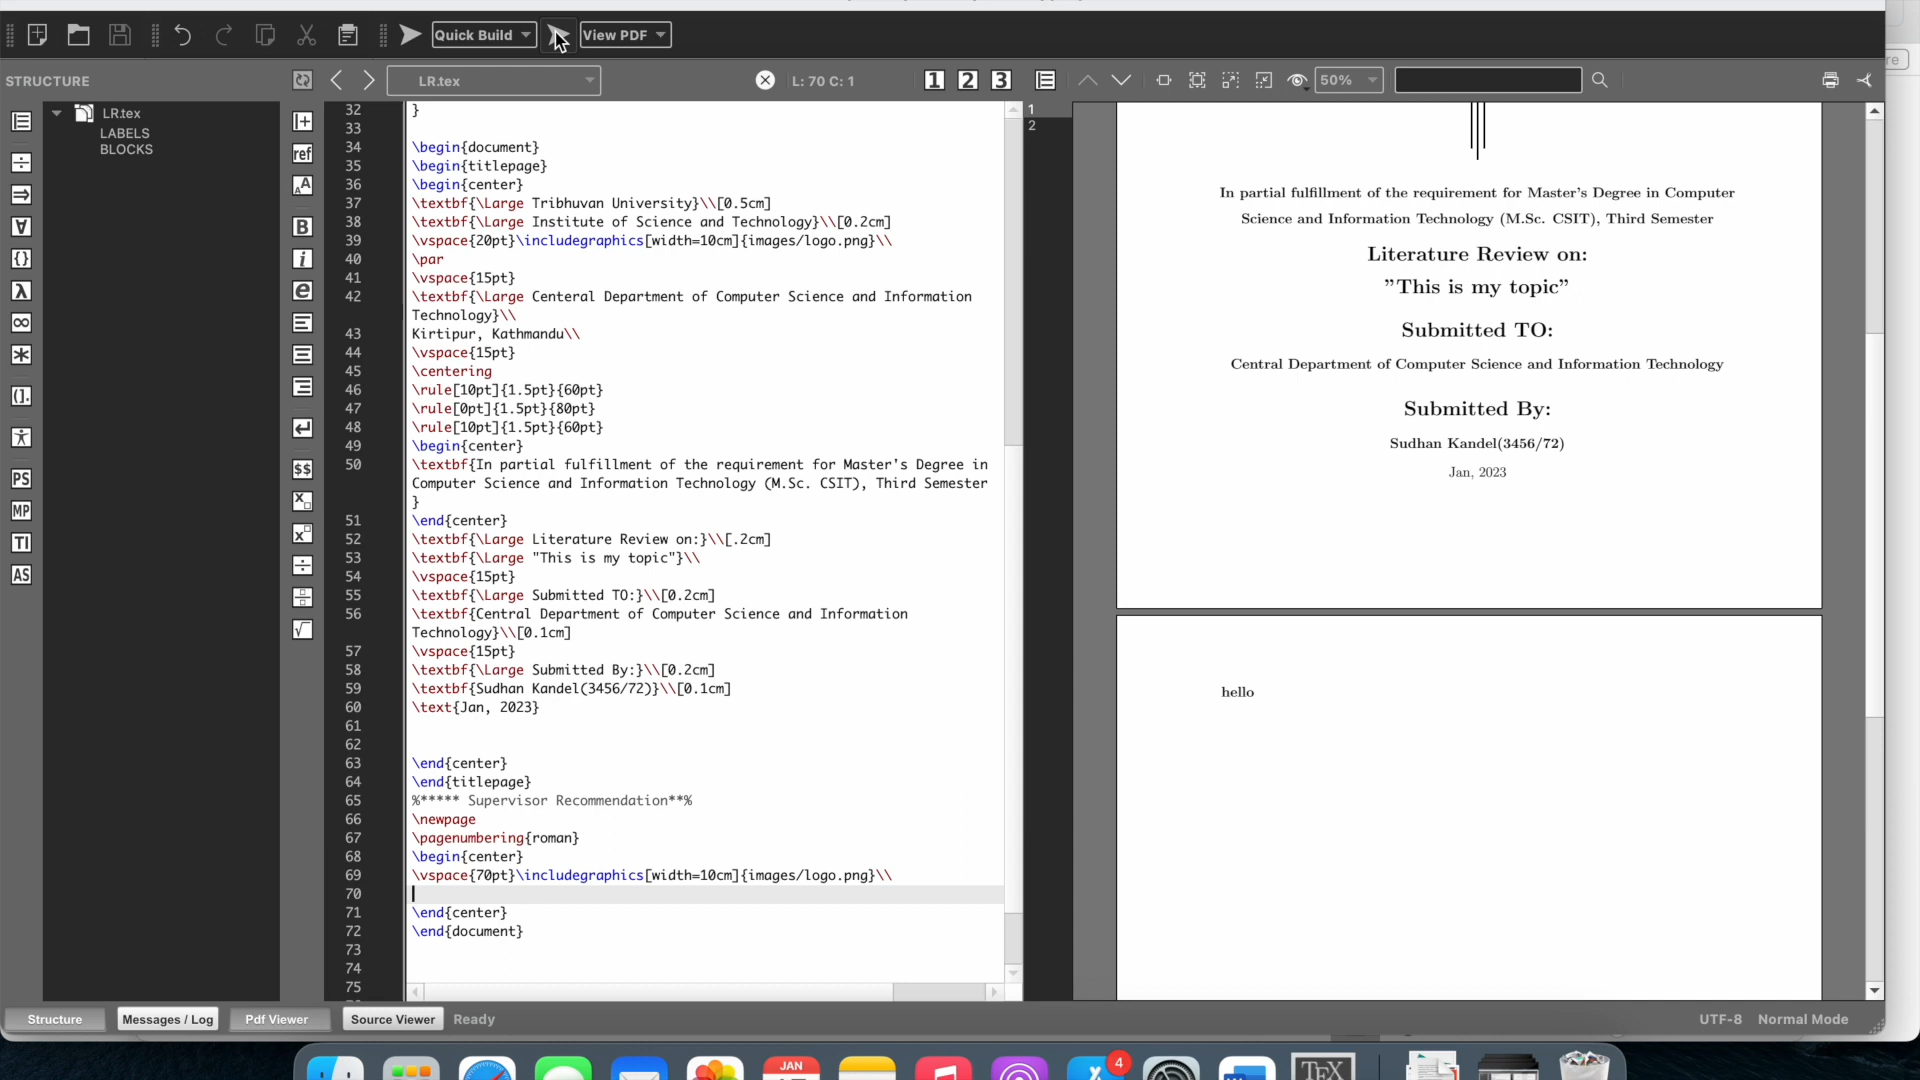 Quick Build
View PDF
STRUCTURE
LR.tex
L: 70 C: 1
1 2 3
50%
LR.tex
LABELS
BLOCKS
ref
PS
MP
TI
AS
32 }
33
34 \begin{document}
35 \begin{titlepage}
36 \begin{center}
37 \textbf{\Large Tribhuvan University}\\[0.5cm]
38 \textbf{\Large Institute of Science and Technology}\\[0.2cm]
39 \vspace{20pt}\includegraphics[width=10cm]{images/logo.png}\\
40 \par
41 \vspace{15pt}
42 \textbf{\Large Centeral Department of Computer Science and Information
Technology}\\
43 Kirtipur, Kathmandu\\
44 \vspace{15pt}
45 \centering
46 \rule[10pt]{1.5pt}{60pt}
47 \rule[0pt]{1.5pt}{80pt}
48 \rule[10pt]{1.5pt}{60pt}
49 \begin{center}
50 \textbf{In partial fulfillment of the requirement for Master's Degree in
Computer Science and Information Technology (M.Sc. CSIT), Third Semester
}
51 \end{center}
52 \textbf{\Large Literature Review on:}\\[.2cm]
53 \textbf{\Large "This is my topic"}\\
54 \vspace{15pt}
55 \textbf{\Large Submitted TO:}\\[0.2cm]
56 \textbf{Central Department of Computer Science and Information
Technology}\\[0.1cm]
57 \vspace{15pt}
58 \textbf{\Large Submitted By:}\\[0.2cm]
59 \textbf{Sudhan Kandel(3456/72)}\\[0.1cm]
60 \text{Jan, 2023}
61
62
63 \end{center}
64 \end{titlepage}
65 %***** Supervisor Recommendation**%
66 \newpage
67 \pagenumbering{roman}
68 \begin{center}
69 \vspace{70pt}\includegraphics[width=10cm]{images/logo.png}\\
70
71 \end{center}
72 \end{document}
73
74
75
1
2
In partial fulfillment of the requirement for Master's Degree in Computer
Science and Information Technology (M.Sc. CSIT), Third Semester
Literature Review on:
”This is my topic”
Submitted TO:
Central Department of Computer Science and Information Technology
Submitted By:
Sudhan Kandel(3456/72)
Jan, 2023
hello
Structure
Messages / Log
Pdf Viewer
Source Viewer
Ready
UTF-8
Normal Mode
JAN
4
TEX